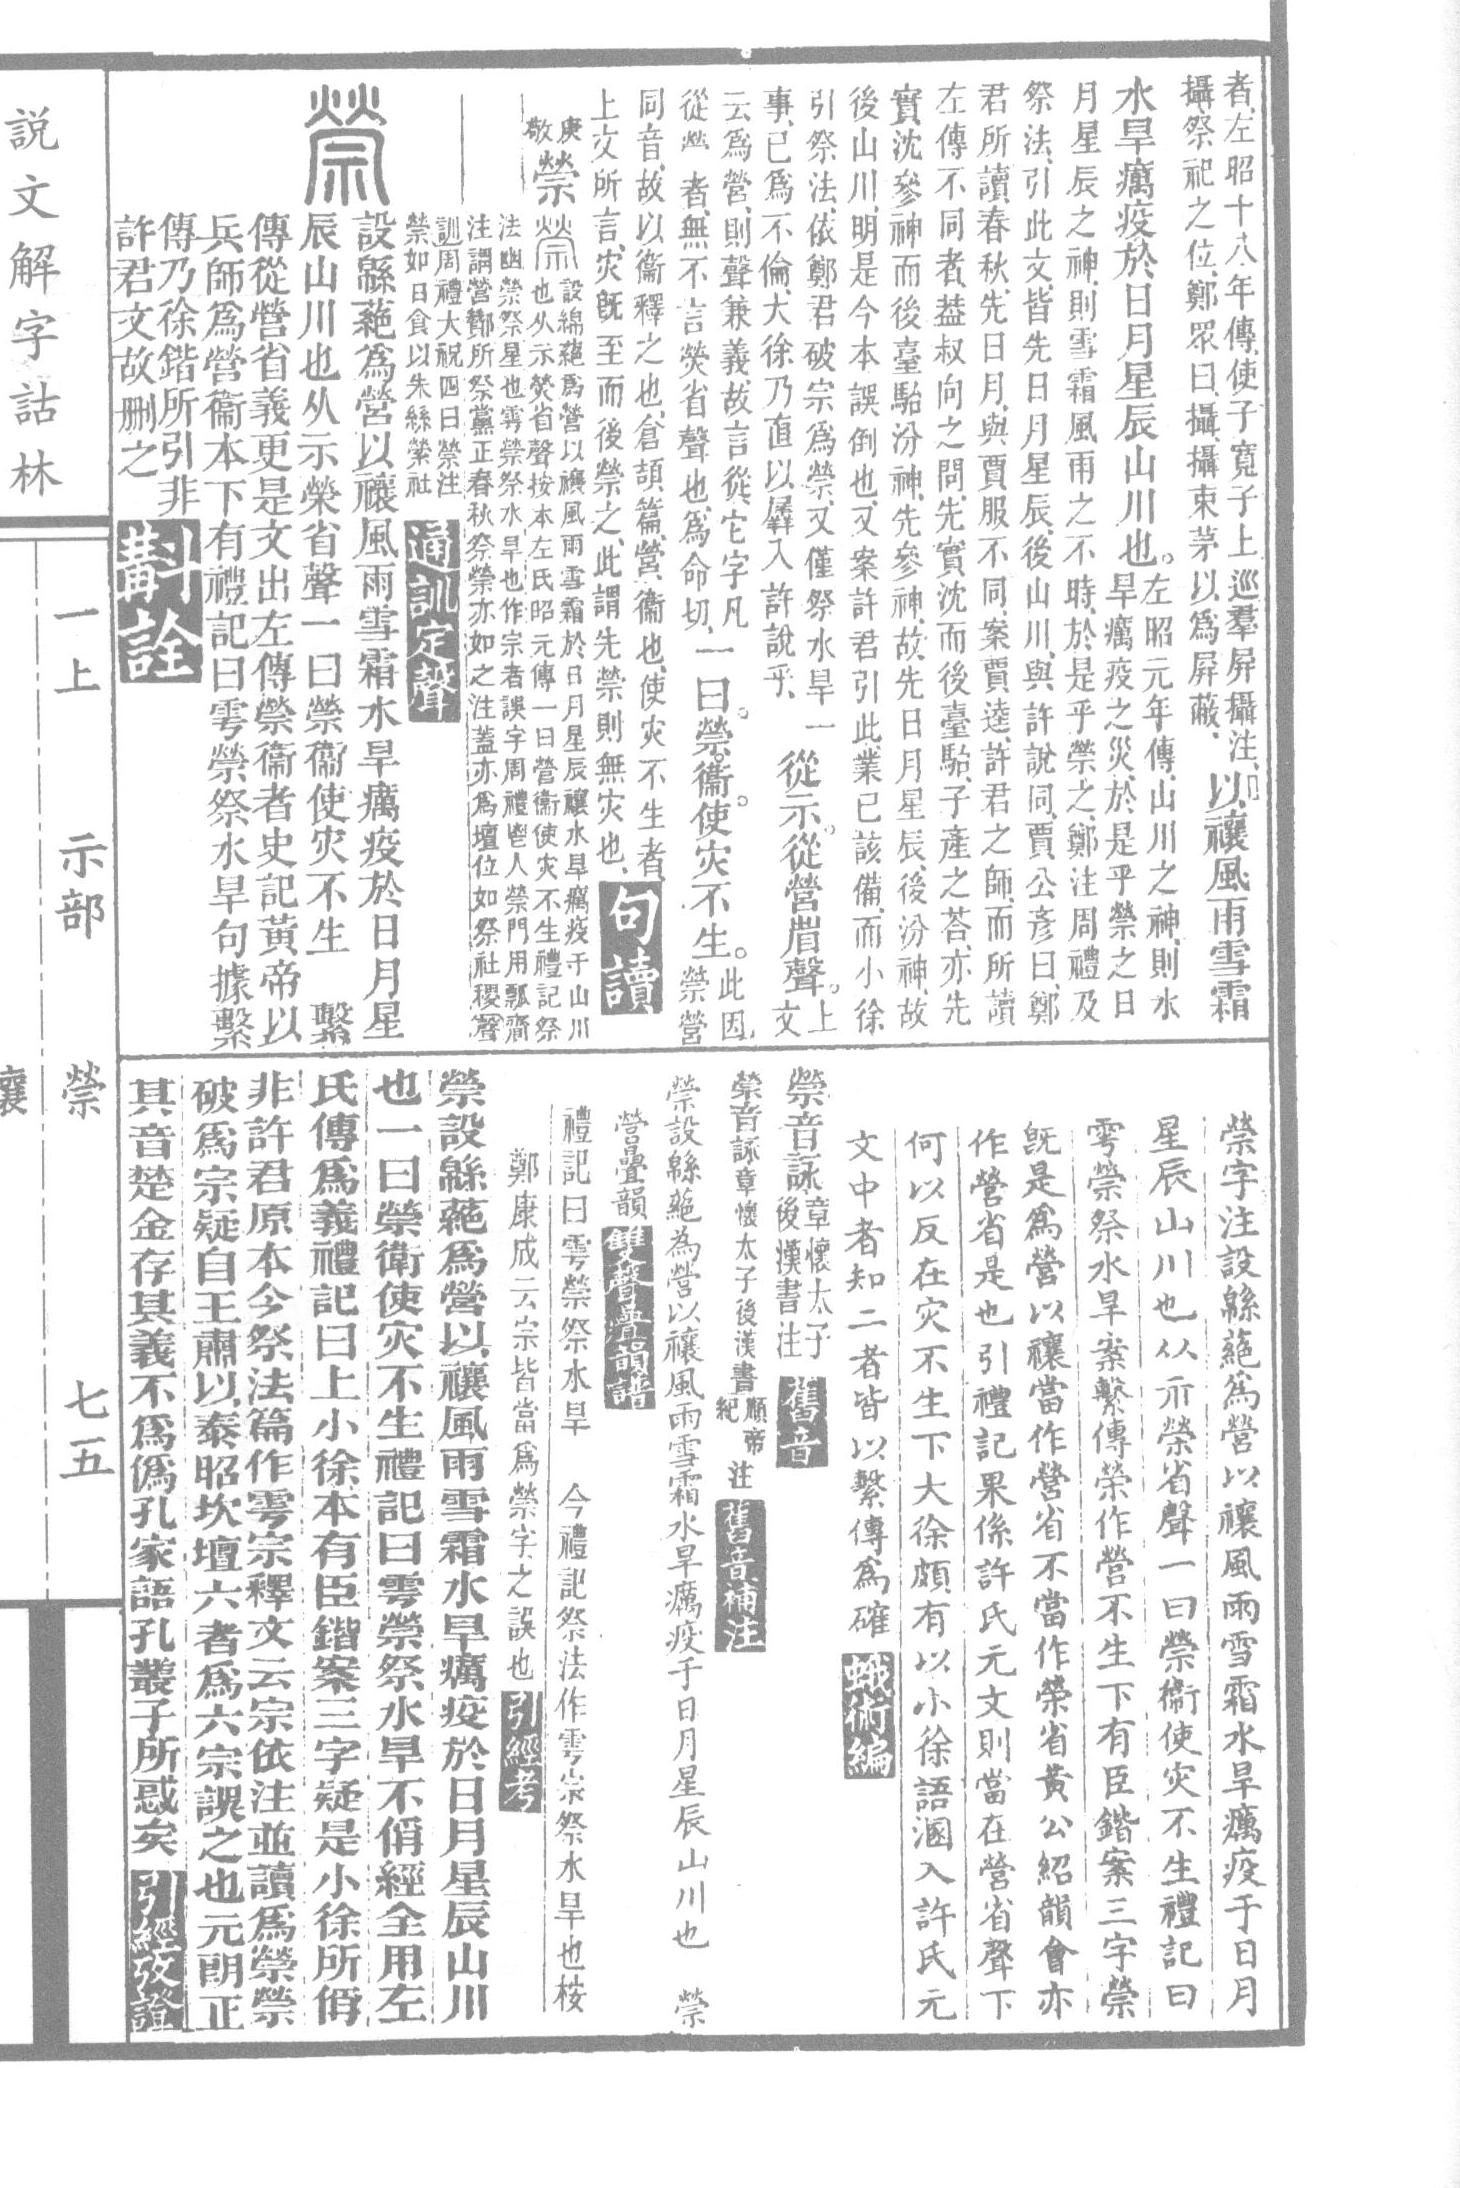 者、左昭十八年傳、使子寬子上巡羣屏攝、注、
攝、祭祀之位、鄭眾曰、攝、攝束茅以爲屏蔽、
以禳風雨雪霜
水旱癘疫於日月星辰山川也。左昭元年傳、山川之神、則水
旱癘疫之災、於是乎禜之、日
月星辰之神、則雪霜風雨之不時、於是乎禜之、鄭注周禮及
祭法、引此文、皆先日月星辰、後山川、與許說同、賈公彦曰、鄭
君所讀春秋、先日月、與賈服不同、案賈逵、許君之師、而所讀
左傳不同者、葢叔向之問、先實沈而後臺駘、子產之荅、亦先
實沈參神而後臺駘汾神、先參神、故先日月星辰、後汾神、故
後山川、明是今本誤倒也、又案許君引此、業已該備、而小徐
引祭法、依鄭君破宗爲禜、又僅祭水旱一
事、已爲不倫、大徐乃直以羼入許說乎、
從示。從營省聲。上文
云爲營、則聲兼義、故言從、它字凡
從𤇾者、無不言熒省聲也、爲命切、
一曰。禜。衞使灾不生。此因
禜營
同音、故以衞釋之也、倉頡篇、營、衞也、使灾不生者、
上文所言、灾旣至而後禜之、此謂先禜則無灾也、
句讀
庚敬
禜
禜
設綿蕝爲營以禳風雨雪霜於日月星辰禳水旱癘疫于山川
也从示熒省聲按本左氏昭元傳一曰營衞使灾不生禮記祭
法幽禜祭星也雩禜祭水旱也作宗者誤字周禮鬯人禜門用瓢齎
注謂營酇所祭黨正春秋祭禜亦如之注蓋亦爲壇位如祭社稷聲
訓周禮大祝四曰禜注
禜如日食以朱絲縈社
通訓定聲
禜
設緜蕝爲營以禳風雨雪霜水旱癘疫於日月星
辰山川也从示榮省聲一曰禜衞使灾不生 繫
傳從營省義更是文出左傳禜衞者史記黃帝以
兵師爲營衞本下有禮記曰雩禜祭水旱句據繫
傳乃徐鍇所引非
許君文故删之
斠詮
禜字注設緜蕝爲營以禳風雨雪霜水旱癘疫于日月
星辰山川也从示榮省聲一曰禜衞使灾不生禮記曰
雩禜祭水旱案繫傳榮作營不生下有臣鍇案三字禜
旣是爲營以禳當作營省不當作榮省黃公紹韻會亦
作營省是也引禮記果係許氏元文則當在營省聲下
何以反在灾不生下大徐頗有以小徐語溷入許氏元
文中者知二者皆以繫傳爲確
蛾術編
禜音詠章懷太子
後漢書注
舊音
禜音詠章懷太子後漢書順帝
紀注
舊音補注
禜設緜蕝為營以禳風雨雪霜水旱癘疫于日月星辰山川也 禜
營疊韻
雙聲疊韻譜
禮記曰雩禜祭水旱 今禮記祭法作雩宗祭水旱也桉
鄭康成云宗皆當爲禜字之誤也
引經考
禜設緜蕝爲營以禳風雨雪霜水旱癘疫於日月星辰山川
也一曰禜衛使灾不生禮記曰雩禜祭水旱不偁經全用左
氏傳爲義禮記曰上小徐本有臣鍇案三字疑是小徐所偁
非許君原本今祭法篇作雩宗釋文云宗依注並讀爲禜禜
破爲宗疑自王肅以泰昭坎壇六者爲六宗誤之也元朗正
其音楚金存其義不爲僞孔家語孔叢子所惑矣
引經攷證
説文解字詁林
一上
示部
禜
七五